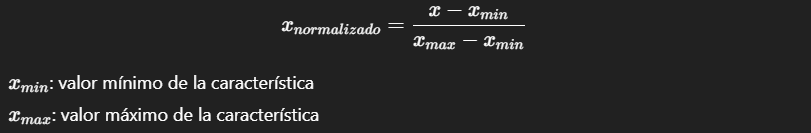 x_normalizado = (x − x_min) / (x_max − x_min)
x_min: valor mínimo de la característica
x_max: valor máximo de la característica